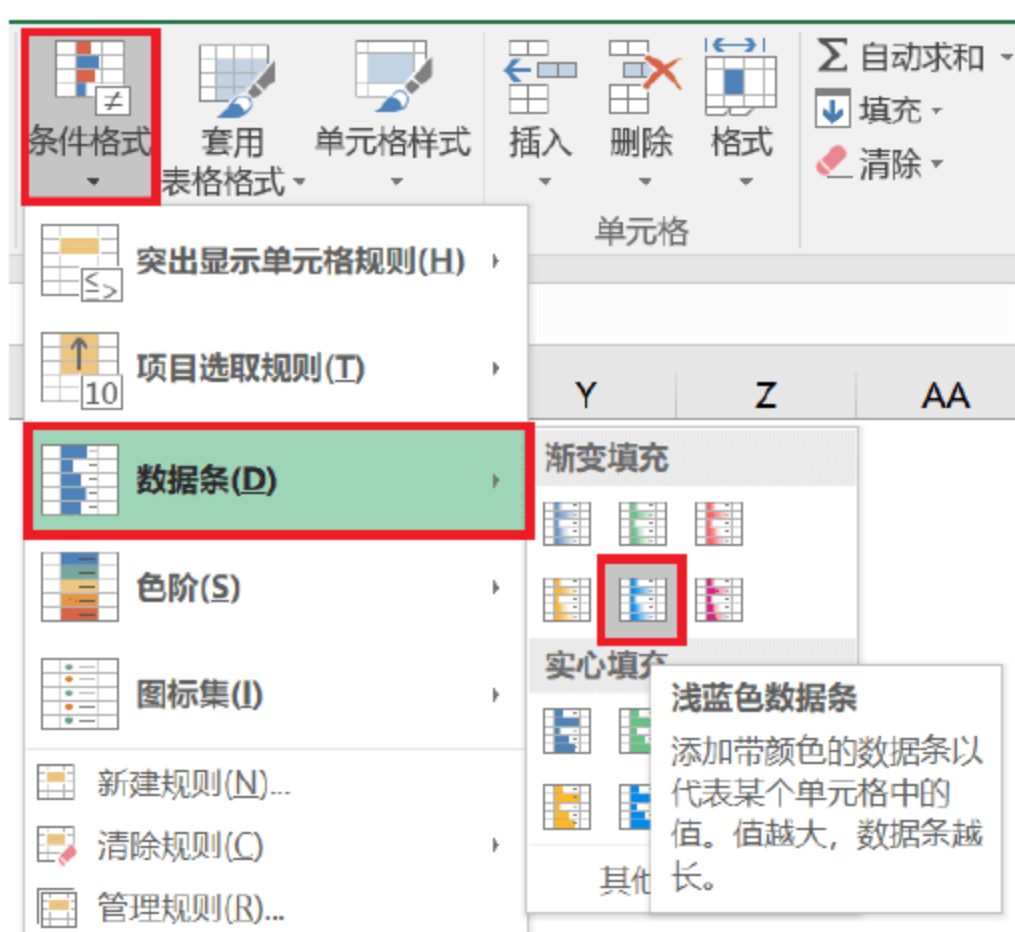 条件格式
套用
表格格式
单元格样式
插入
删除
格式
单元格
Σ 自动求和
填充
清除
突出显示单元格规则(H)
10
项目选取规则(T)
数据条(D)
色阶(S)
图标集(I)
新建规则(N)...
清除规则(C)
管理规则(R)...
Y Z AA
渐变填充
实心填充
其他
浅蓝色数据条
添加带颜色的数据条以
代表某个单元格中的
值。值越大，数据条越
长。